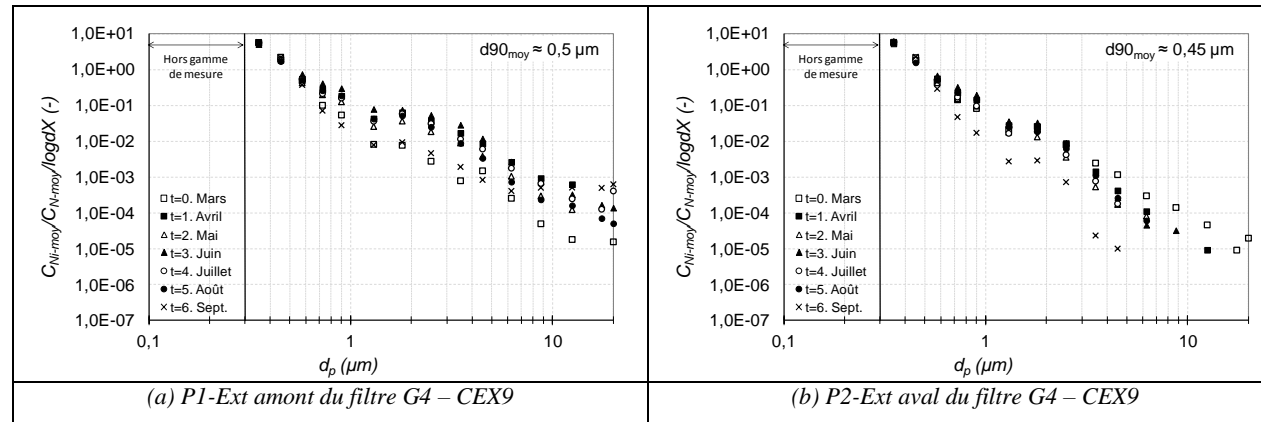 1,0E+01
1,0E+00
1,0E-01
1,0E-02
1,0E-03
1,0E-04
1,0E-05
1,0E-06
1,0E-07
C_Ni-moy/C_N-moy/logdX (-)
Hors gamme
de mesure
d90moy ≈ 0,5 µm
t=0. Mars
t=1. Avril
t=2. Mai
t=3. Juin
t=4. Juillet
t=5. Août
t=6. Sept.
0,1 1 10
dp (µm)
(a) P1-Ext amont du filtre G4 – CEX9
1,0E+01
1,0E+00
1,0E-01
1,0E-02
1,0E-03
1,0E-04
1,0E-05
1,0E-06
1,0E-07
C_Ni-moy/C_N-moy/logdX (-)
Hors gamme
de mesure
d90moy ≈ 0,45 µm
t=0. Mars
t=1. Avril
t=2. Mai
t=3. Juin
t=4. Juillet
t=5. Août
t=6. Sept.
0,1 1 10
dp (µm)
(b) P2-Ext aval du filtre G4 – CEX9